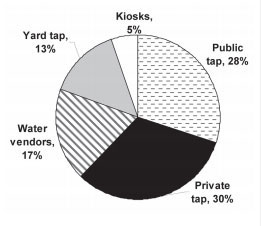 Kiosks,
5%
Yard tap,
13%
Public
tap, 28%
Water
vendors,
17%
Private
tap, 30%